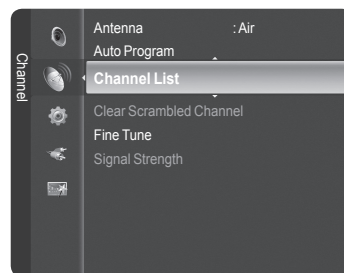 Channel
Antenna : Air
Auto Program
Channel List
Clear Scrambled Channel
Fine Tune
Signal Strength